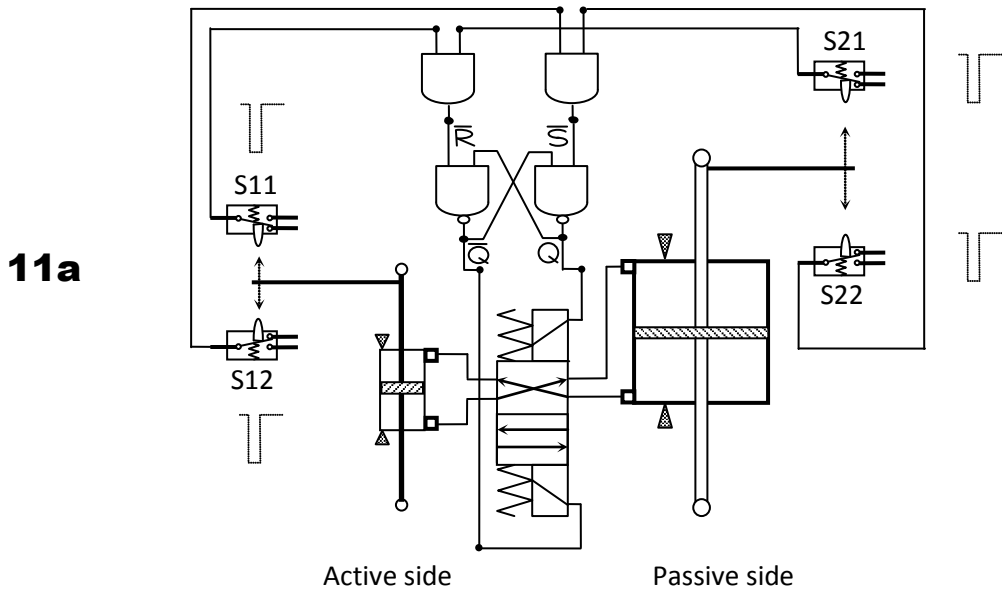 S21
R̅ S̅
S11
11a
Q̅ Q
S22
S12
Active side Passive side